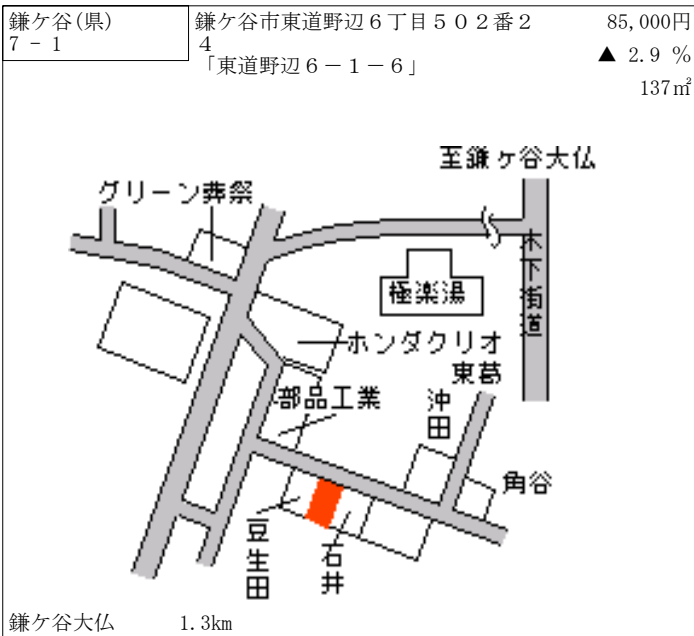 鎌ケ谷(県)
7 - 1
鎌ケ谷市東道野辺６丁目５０２番２
４
「東道野辺６－１－６」
85,000円
▲ 2.9 %
137㎡
至鎌ヶ谷大仏
グリーン葬祭
木下街道
極楽湯
ホンダクリオ
東葛
部品工業
沖田
角谷
豆生田
石井
鎌ケ谷大仏 1.3km